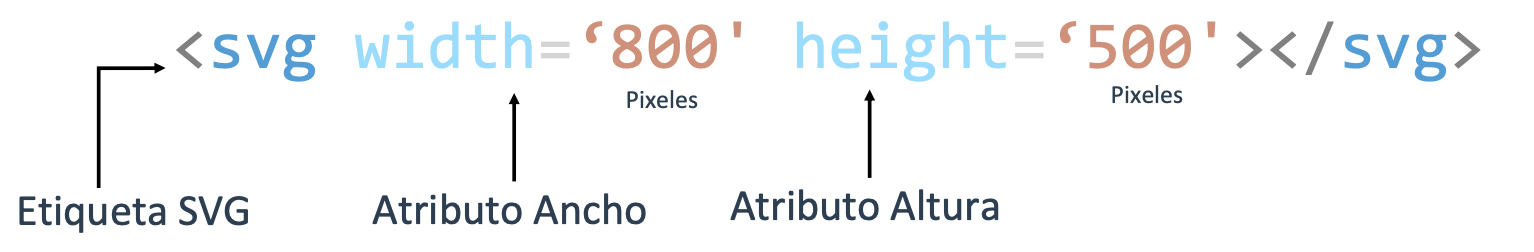 <svg width=‘800' height=‘500'></svg>
Pixeles Pixeles
Etiqueta SVG Atributo Ancho Atributo Altura